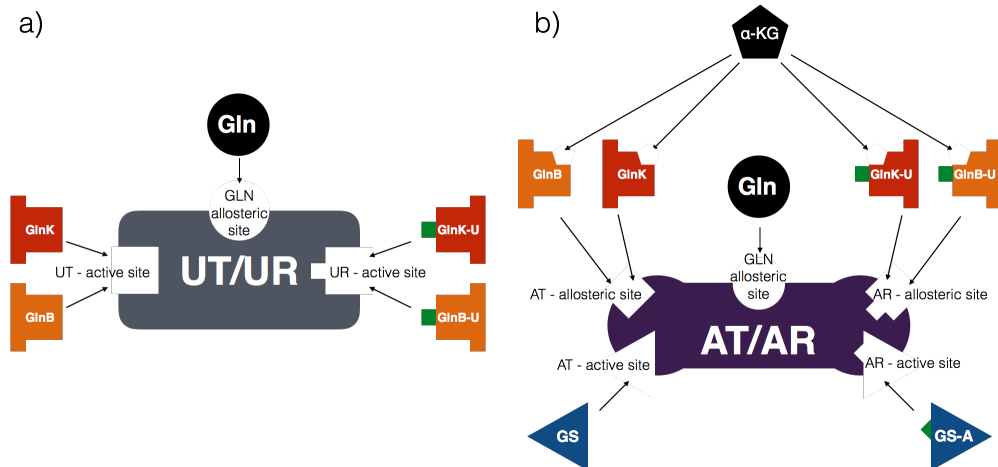 a)
Gln
GLN
allosteric
site
GlnK
GlnK-U
UT - active site
UT/UR
UR - active site
GlnB
GlnB-U
b)
α-KG
GlnB
GlnK
Gln
GlnK-U
GlnB-U
GLN
allosteric
site
AT - allosteric site
AR - allosteric site
AT/AR
AT - active site
AR - active site
GS
GS-A